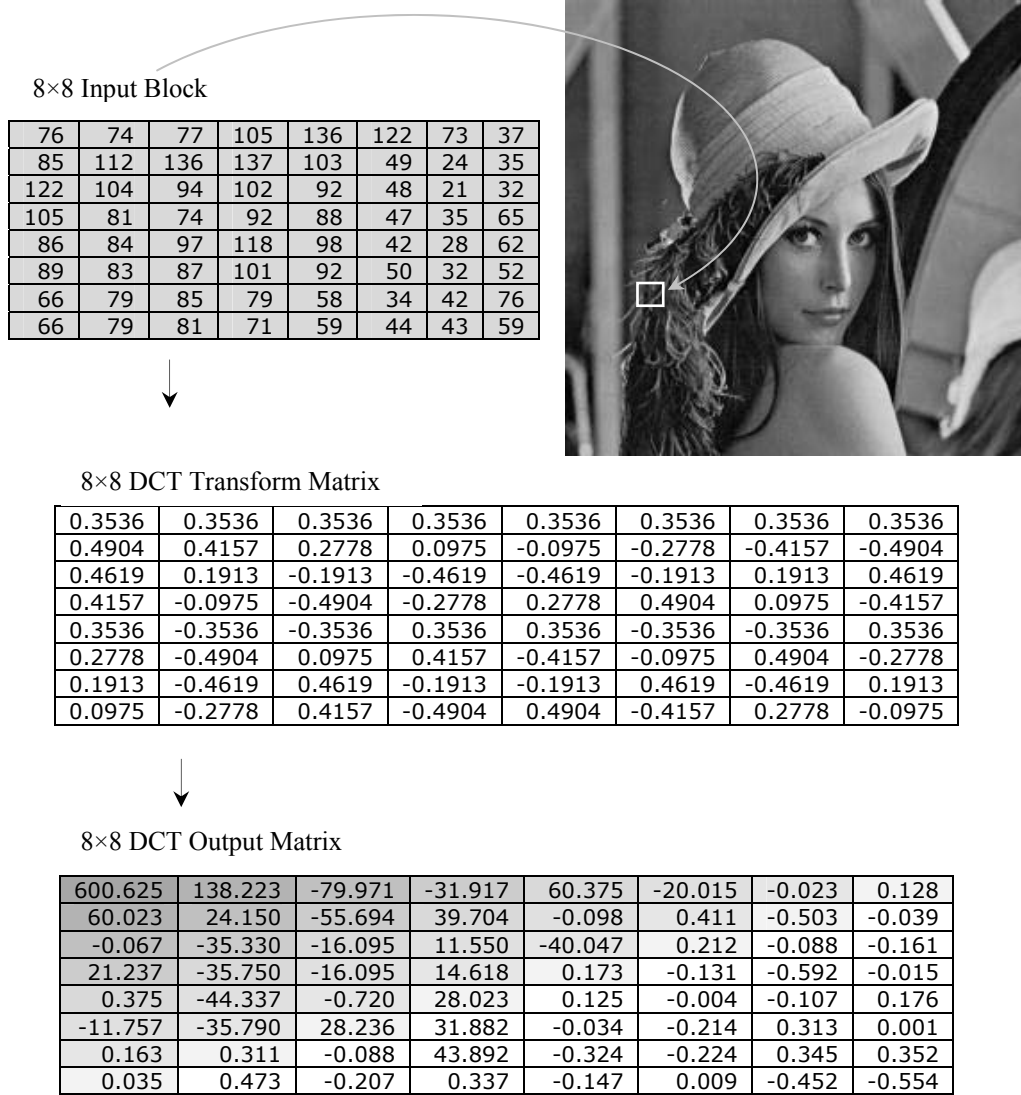 8×8 Input Block
76 74 77 105 136 122 73 37
85 112 136 137 103 49 24 35
122 104 94 102 92 48 21 32
105 81 74 92 88 47 35 65
86 84 97 118 98 42 28 62
89 83 87 101 92 50 32 52
66 79 85 79 58 34 42 76
66 79 81 71 59 44 43 59
8×8 DCT Transform Matrix
0.3536 0.3536 0.3536 0.3536 0.3536 0.3536 0.3536 0.3536
0.4904 0.4157 0.2778 0.0975 -0.0975 -0.2778 -0.4157 -0.4904
0.4619 0.1913 -0.1913 -0.4619 -0.4619 -0.1913 0.1913 0.4619
0.4157 -0.0975 -0.4904 -0.2778 0.2778 0.4904 0.0975 -0.4157
0.3536 -0.3536 -0.3536 0.3536 0.3536 -0.3536 -0.3536 0.3536
0.2778 -0.4904 0.0975 0.4157 -0.4157 -0.0975 0.4904 -0.2778
0.1913 -0.4619 0.4619 -0.1913 -0.1913 0.4619 -0.4619 0.1913
0.0975 -0.2778 0.4157 -0.4904 0.4904 -0.4157 0.2778 -0.0975
8×8 DCT Output Matrix
600.625 138.223 -79.971 -31.917 60.375 -20.015 -0.023 0.128
60.023 24.150 -55.694 39.704 -0.098 0.411 -0.503 -0.039
-0.067 -35.330 -16.095 11.550 -40.047 0.212 -0.088 -0.161
21.237 -35.750 -16.095 14.618 0.173 -0.131 -0.592 -0.015
0.375 -44.337 -0.720 28.023 0.125 -0.004 -0.107 0.176
-11.757 -35.790 28.236 31.882 -0.034 -0.214 0.313 0.001
0.163 0.311 -0.088 43.892 -0.324 -0.224 0.345 0.352
0.035 0.473 -0.207 0.337 -0.147 0.009 -0.452 -0.554